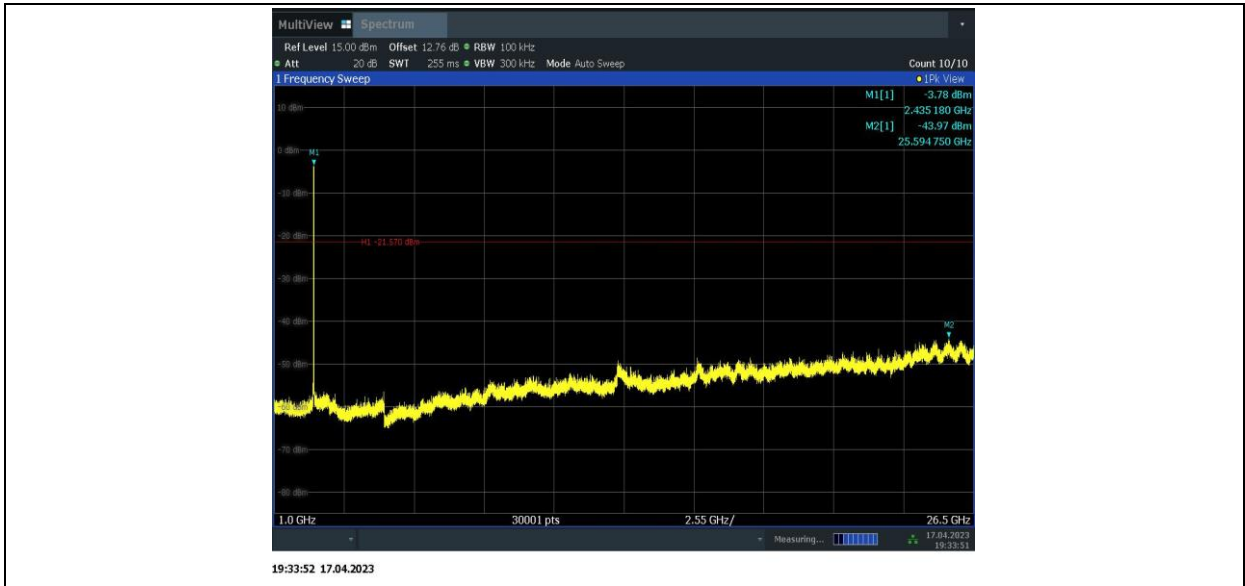 MultiView Spectrum
Ref Level 15.00 dBm Offset 12.76 dB RBW 100 kHz
Att 20 dB SWT 255 ms VBW 300 kHz Mode Auto Sweep Count 10/10
1 Frequency Sweep 1Pk View
M1[1] -3.78 dBm
2.435 180 GHz
M2[1] -43.97 dBm
25.594 750 GHz
10 dBm
0 dBm
M1
-10 dBm
-20 dBm
H1 -21.570 dBm
-30 dBm
-40 dBm
M2
-50 dBm
-70 dBm
-80 dBm
1.0 GHz 30001 pts 2.55 GHz/ 26.5 GHz
Measuring... 17.04.2023
19:33:51
19:33:52 17.04.2023